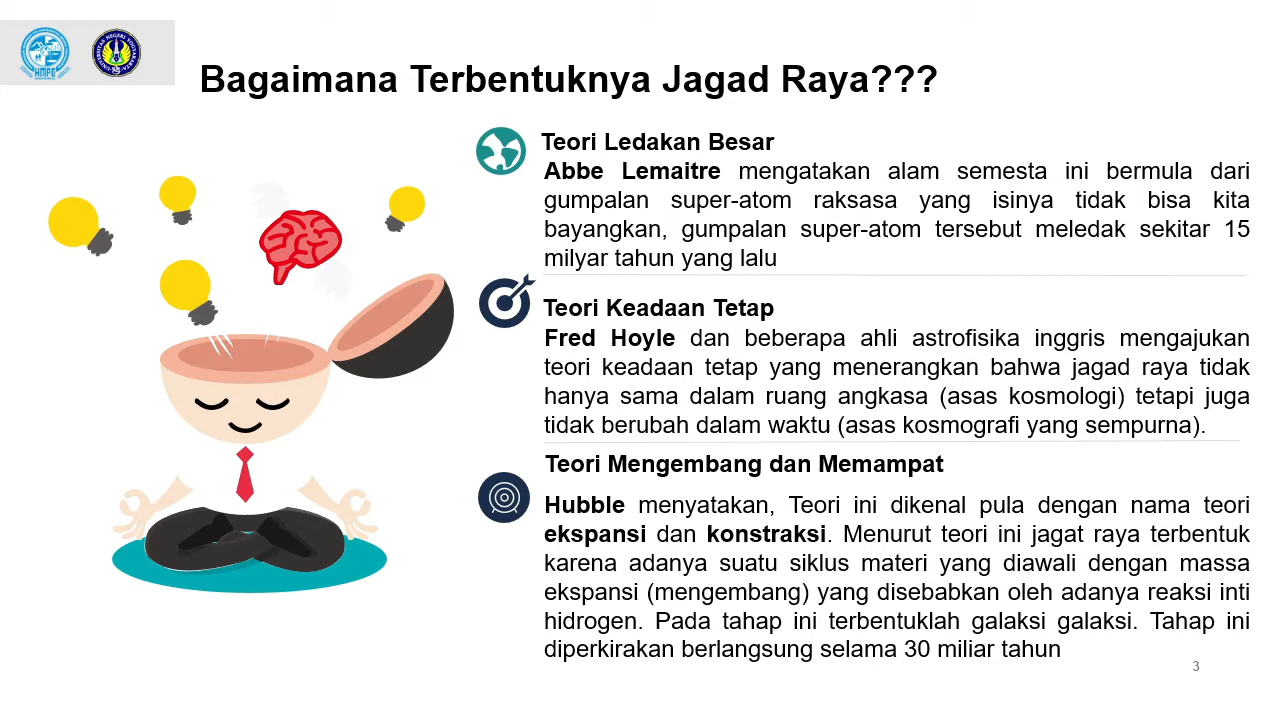 HMPG
UNIVERSITAS NEGERI YOGYAKARTA
Bagaimana Terbentuknya Jagad Raya???
Teori Ledakan Besar
Abbe Lemaitre mengatakan alam semesta ini bermula dari
gumpalan super-atom raksasa yang isinya tidak bisa kita
bayangkan, gumpalan super-atom tersebut meledak sekitar 15
milyar tahun yang lalu
Teori Keadaan Tetap
Fred Hoyle dan beberapa ahli astrofisika inggris mengajukan
teori keadaan tetap yang menerangkan bahwa jagad raya tidak
hanya sama dalam ruang angkasa (asas kosmologi) tetapi juga
tidak berubah dalam waktu (asas kosmografi yang sempurna).
Teori Mengembang dan Memampat
Hubble menyatakan, Teori ini dikenal pula dengan nama teori
ekspansi dan konstraksi. Menurut teori ini jagat raya terbentuk
karena adanya suatu siklus materi yang diawali dengan massa
ekspansi (mengembang) yang disebabkan oleh adanya reaksi inti
hidrogen. Pada tahap ini terbentuklah galaksi galaksi. Tahap ini
diperkirakan berlangsung selama 30 miliar tahun
3